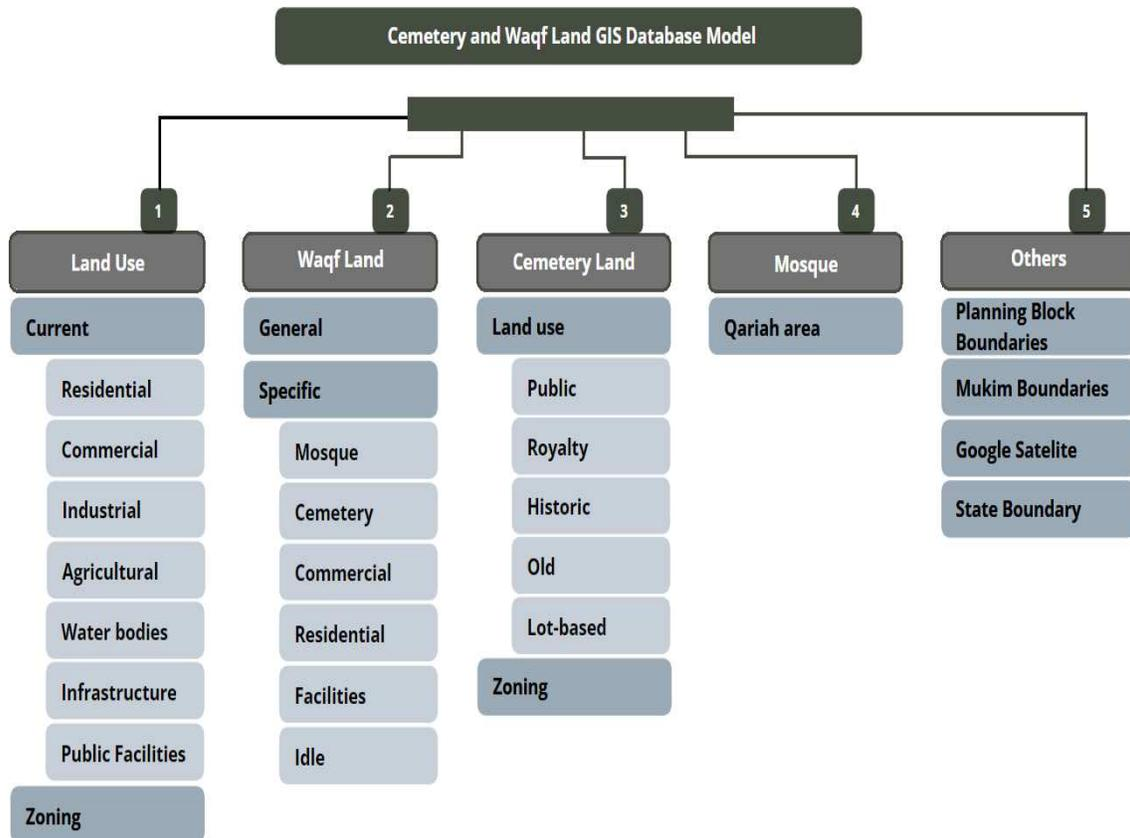 Cemetery and Waqf Land GIS Database Model
1
Land Use
Current
Residential
Commercial
Industrial
Agricultural
Water bodies
Infrastructure
Public Facilities
Zoning
2
Waqf Land
General
Specific
Mosque
Cemetery
Commercial
Residential
Facilities
Idle
3
Cemetery Land
Land use
Public
Royalty
Historic
Old
Lot-based
Zoning
4
Mosque
Qariah area
5
Others
Planning Block
Boundaries
Mukim Boundaries
Google Satelite
State Boundary